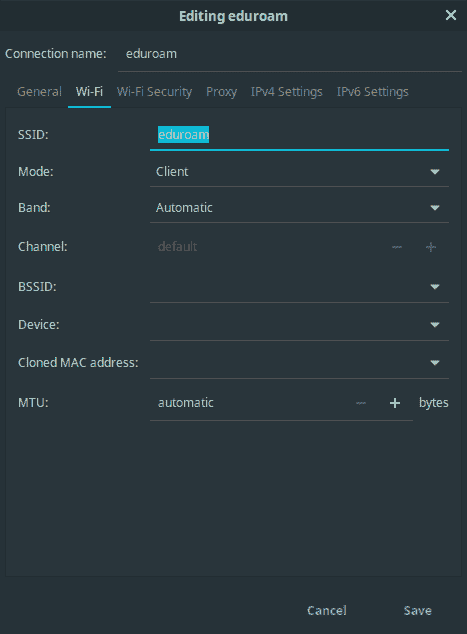 Editing eduroam
Connection name: eduroam
General Wi-Fi Wi-Fi Security Proxy IPv4 Settings IPv6 Settings
SSID: eduroam
Mode: Client
Band: Automatic
Channel: default
BSSID:
Device:
Cloned MAC address:
MTU: automatic bytes
Cancel Save